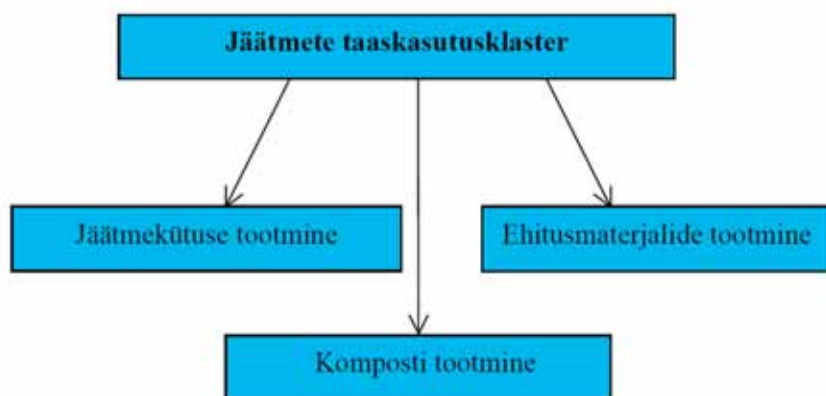 Jäätmete taaskasutusklaster
Jäätmekütuse tootmine
Ehitusmaterjalide tootmine
Komposti tootmine